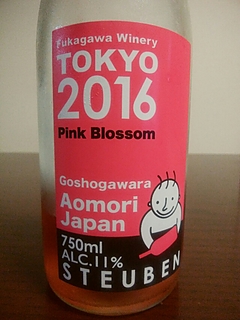 Fukagawa Winery
TOKYO
2016
Pink Blossom
Goshogawara
Aomori
Japan
750ml
ALC.11%
STEUBEN